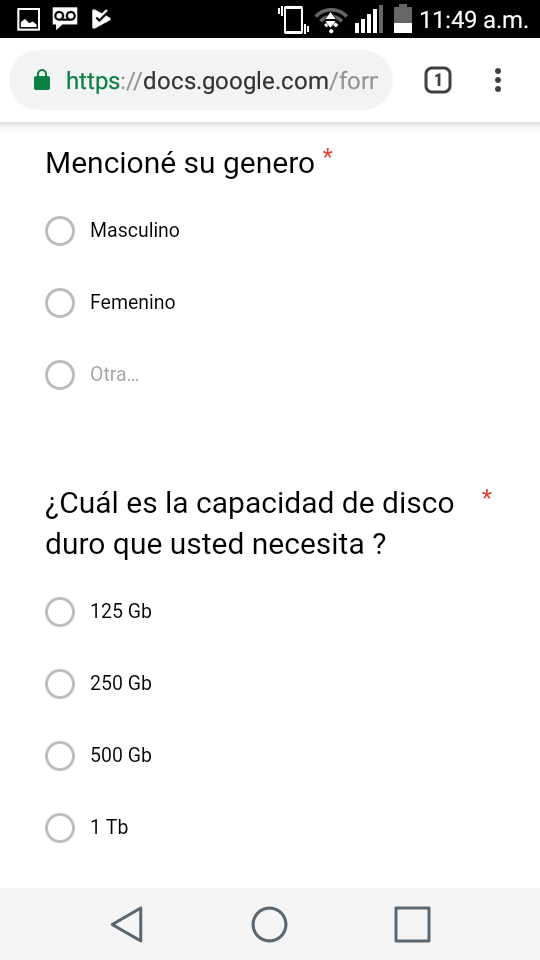 11:49 a.m.
https://docs.google.com/forr
1
Mencioné su genero *
Masculino
Femenino
Otra...
¿Cuál es la capacidad de disco *
duro que usted necesita ?
125 Gb
250 Gb
500 Gb
1 Tb